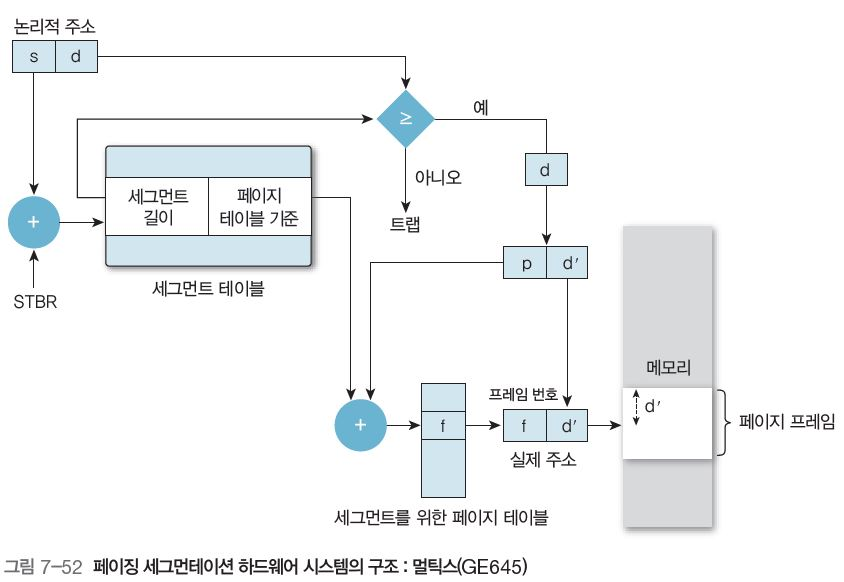 논리적 주소
s d
≥
예
d
아니오
트랩
세그먼트
길이
페이지
테이블 기준
+
STBR
세그먼트 테이블
p d′
메모리
프레임 번호
d′
페이지 프레임
+
f
f d′
실제 주소
세그먼트를 위한 페이지 테이블
그림 7-52 페이징 세그먼테이션 하드웨어 시스템의 구조 : 멀틱스(GE645)